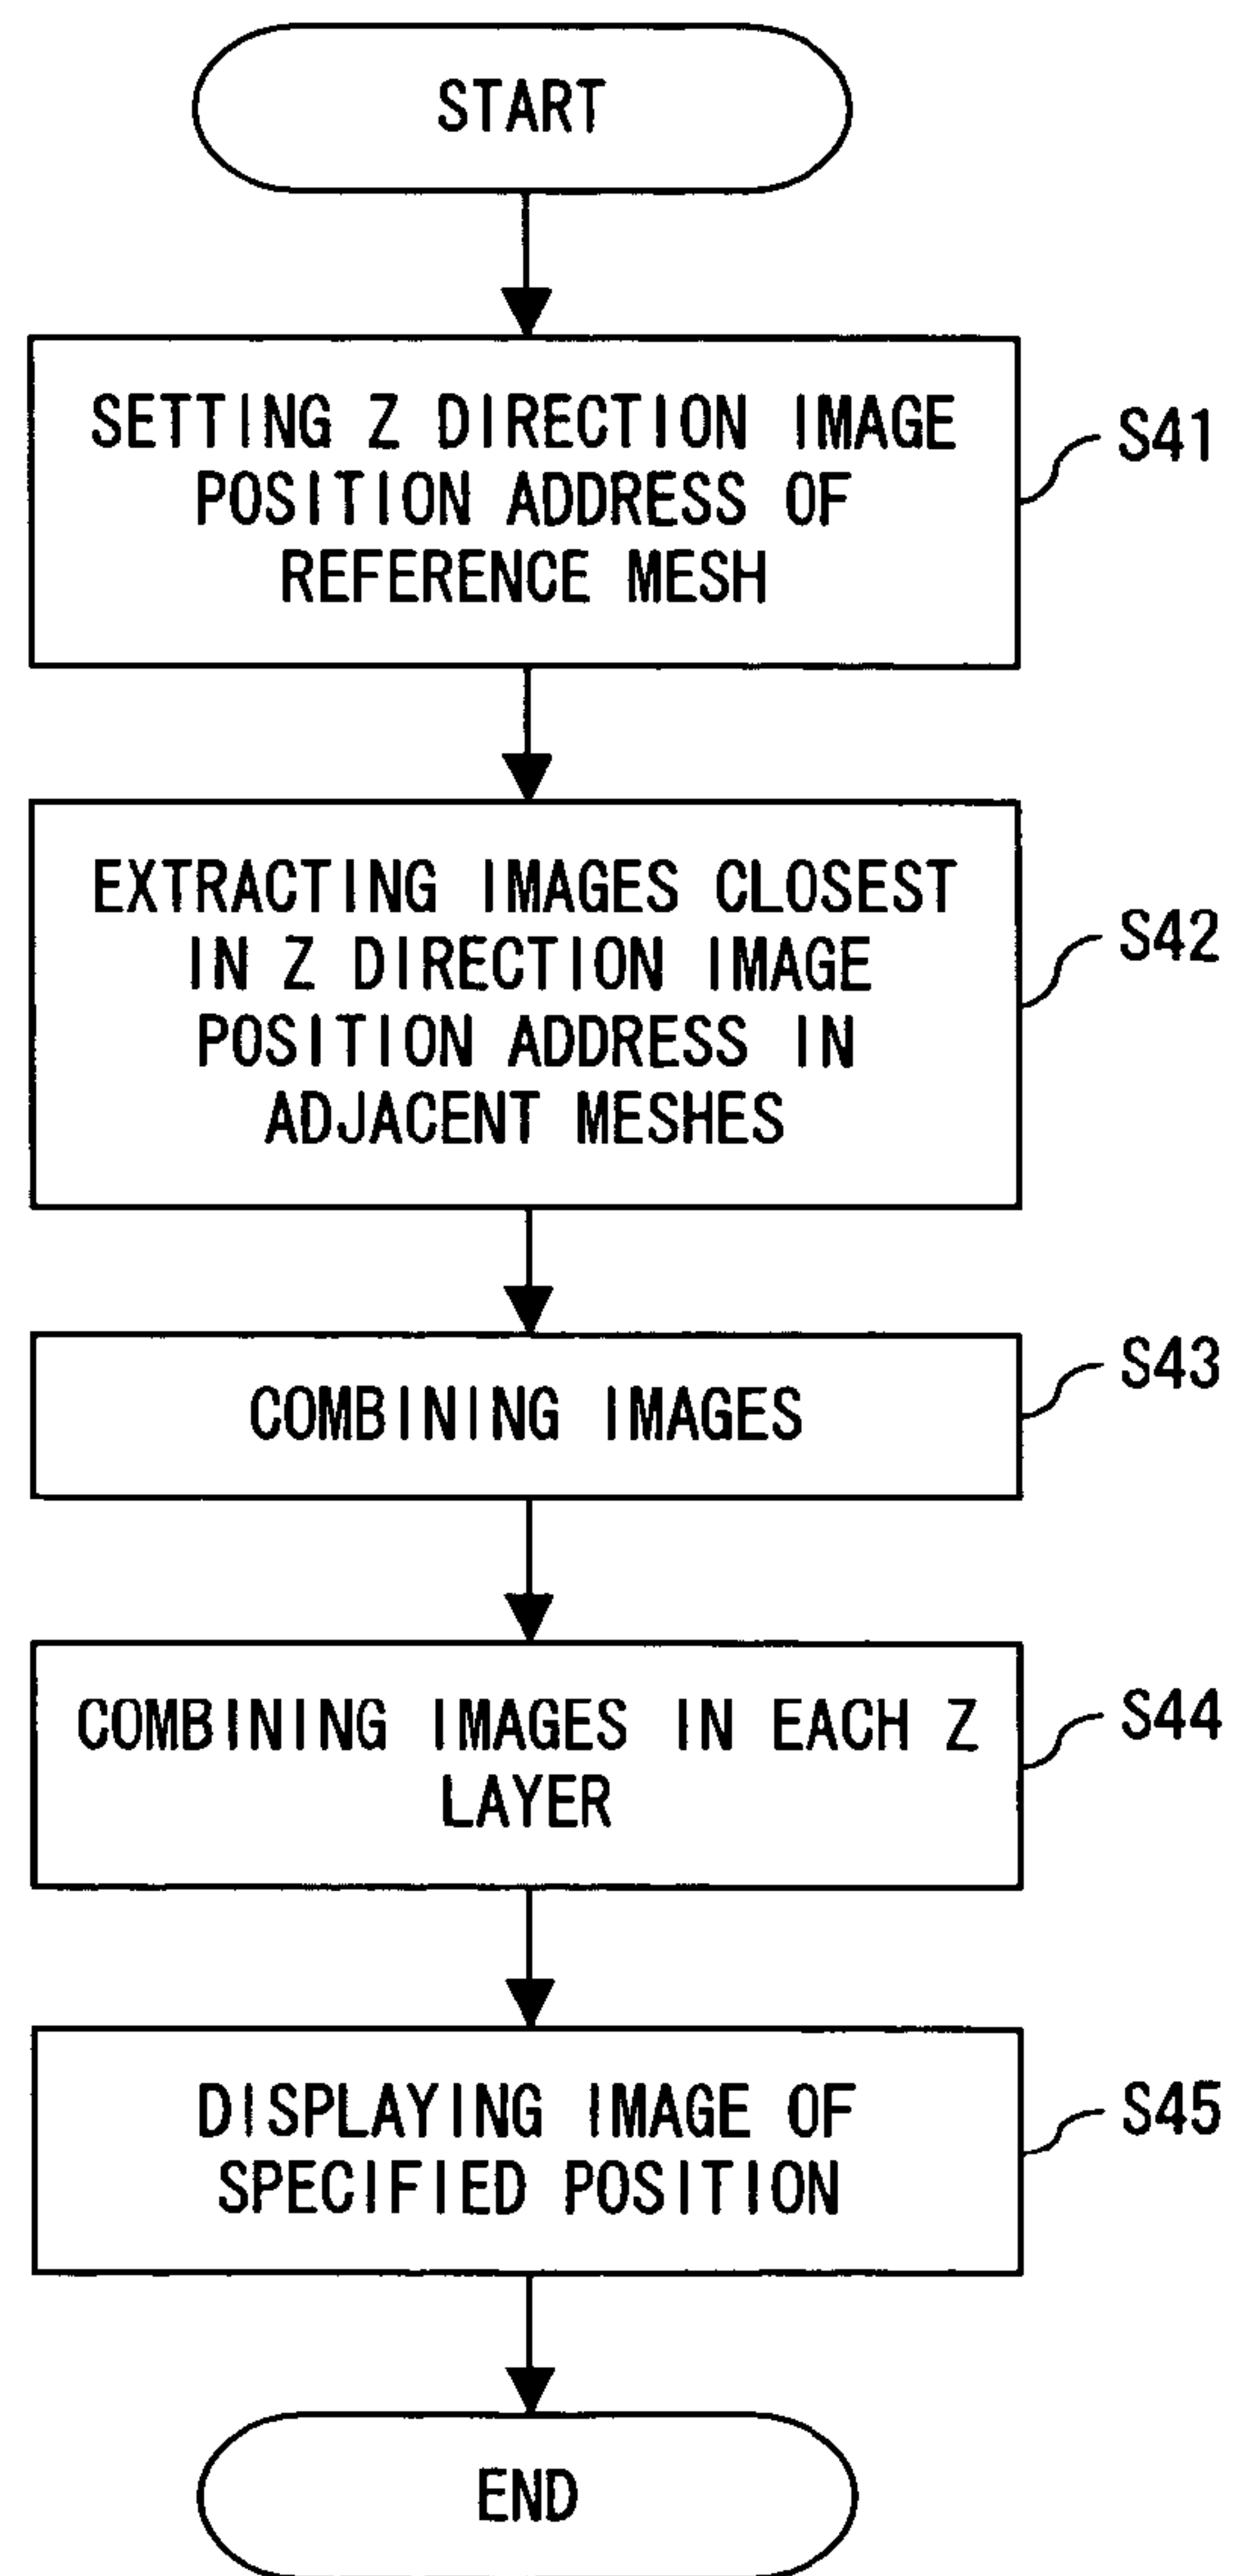 START
SETTING Z DIRECTION IMAGE
POSITION ADDRESS OF
REFERENCE MESH
S41
EXTRACTING IMAGES CLOSEST
IN Z DIRECTION IMAGE
POSITION ADDRESS IN
ADJACENT MESHES
S42
COMBINING IMAGES
S43
COMBINING IMAGES IN EACH Z
LAYER
S44
DISPLAYING IMAGE OF
SPECIFIED POSITION
S45
END